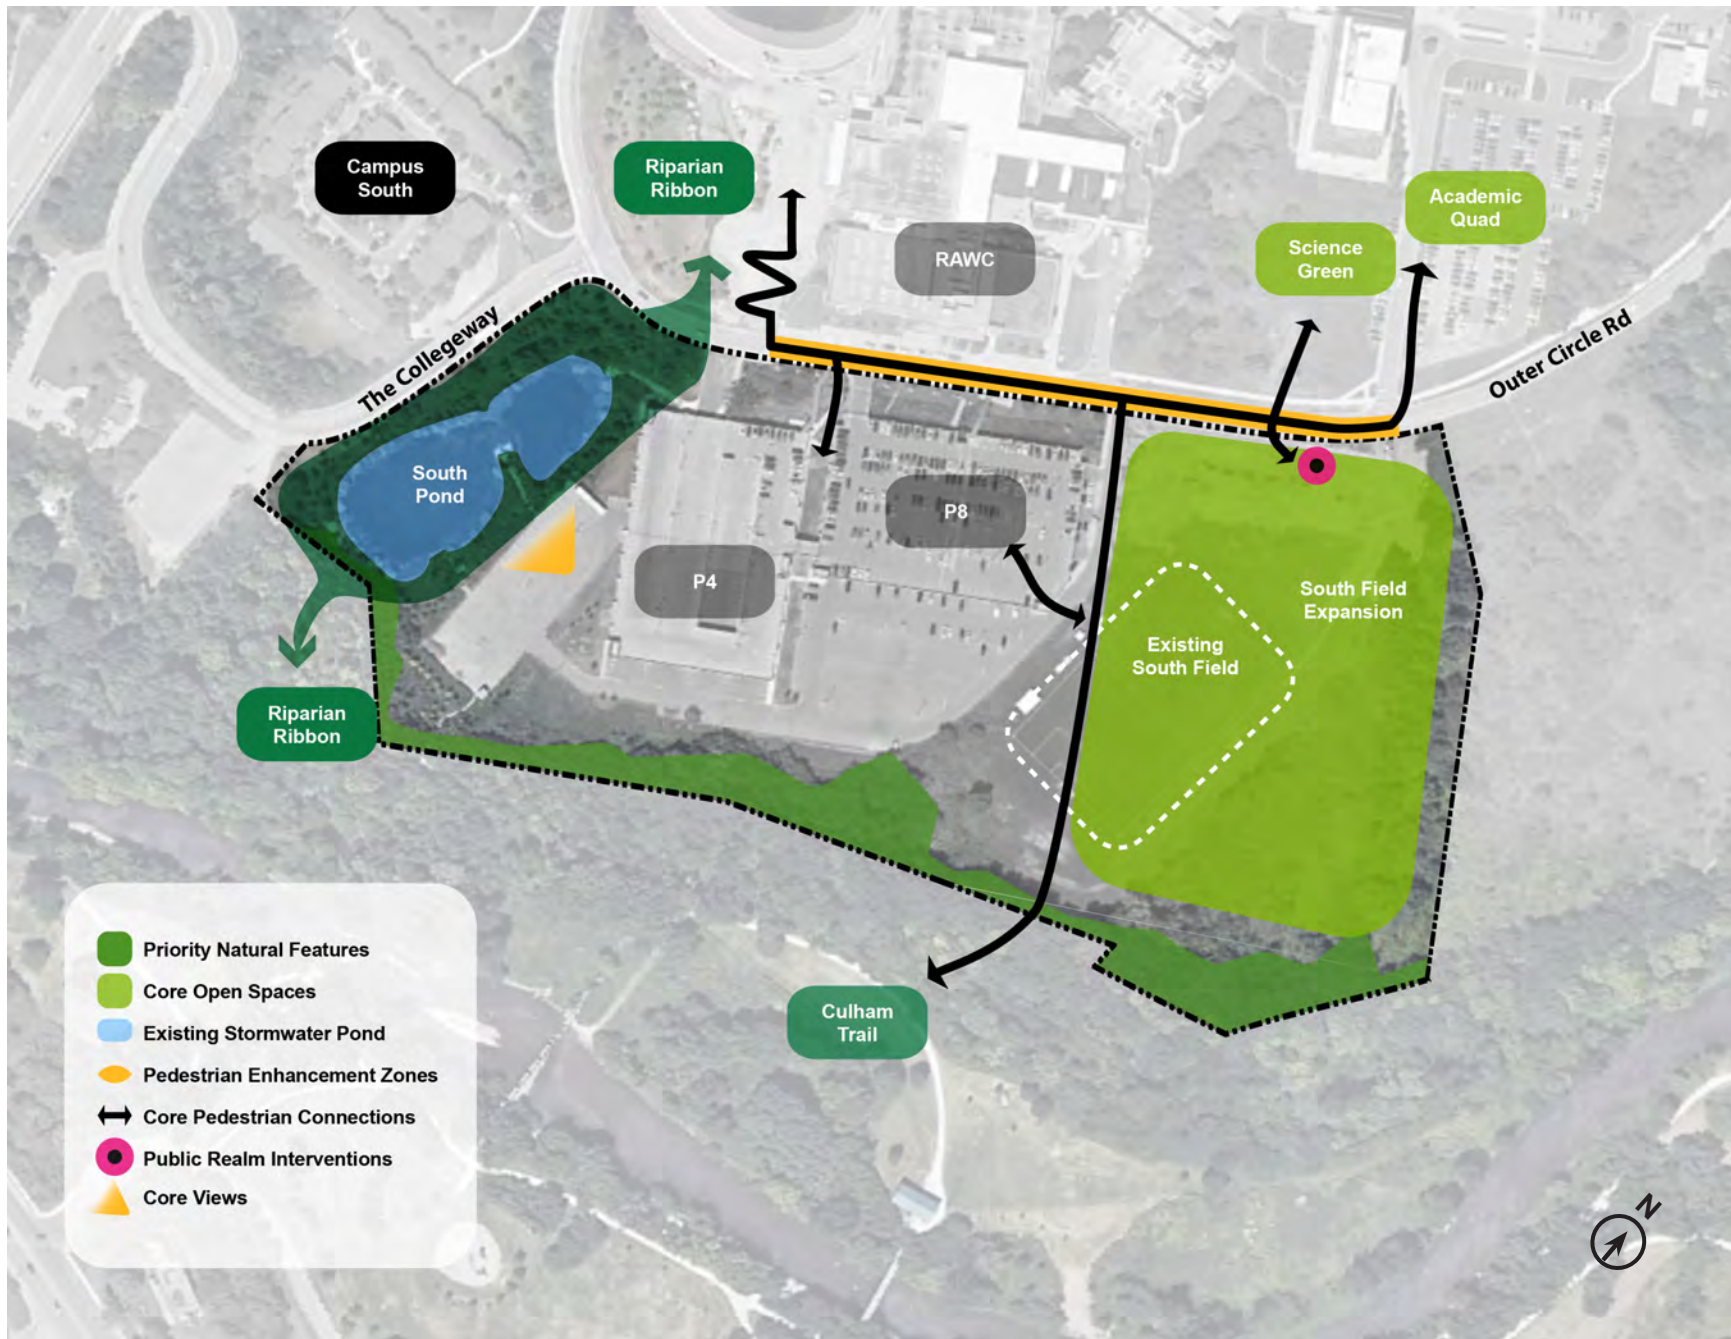 Campus
South
Riparian
Ribbon
RAWC
Science
Green
Academic
Quad
The Collegeway
Outer Circle Rd
South
Pond
P8
P4
South Field
Expansion
Existing
South Field
Riparian
Ribbon
Culham
Trail
Priority Natural Features
Core Open Spaces
Existing Stormwater Pond
Pedestrian Enhancement Zones
Core Pedestrian Connections
Public Realm Interventions
Core Views
N